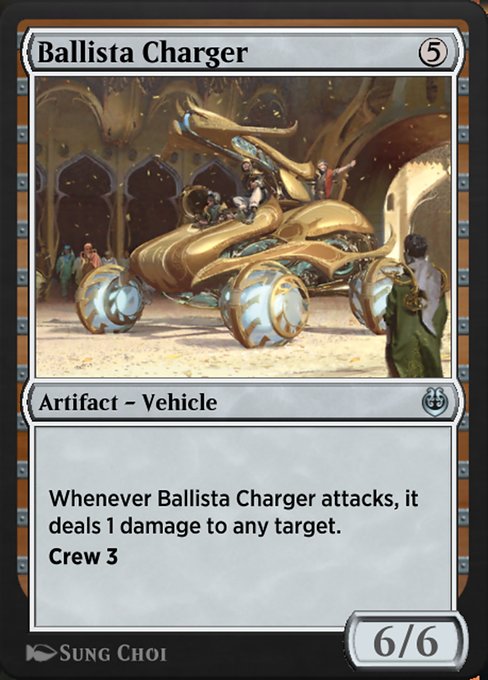 Ballista Charger 5
Artifact – Vehicle
Whenever Ballista Charger attacks, it
deals 1 damage to any target.
Crew 3
6/6
Sung Choi